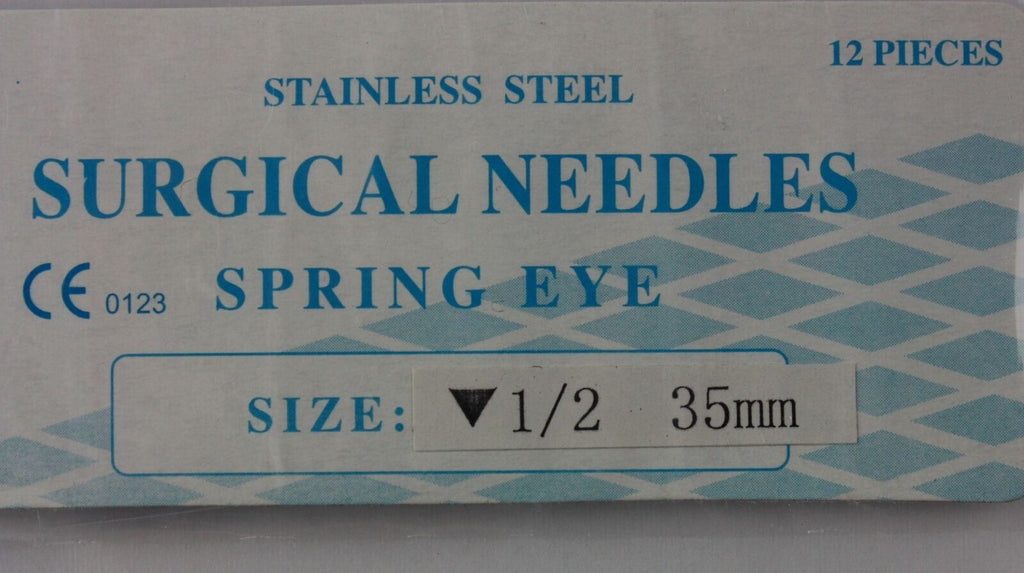 12 PIECES
STAINLESS STEEL
SURGICAL NEEDLES
CE 0123 SPRING EYE
SIZE: ▼1/2 35mm